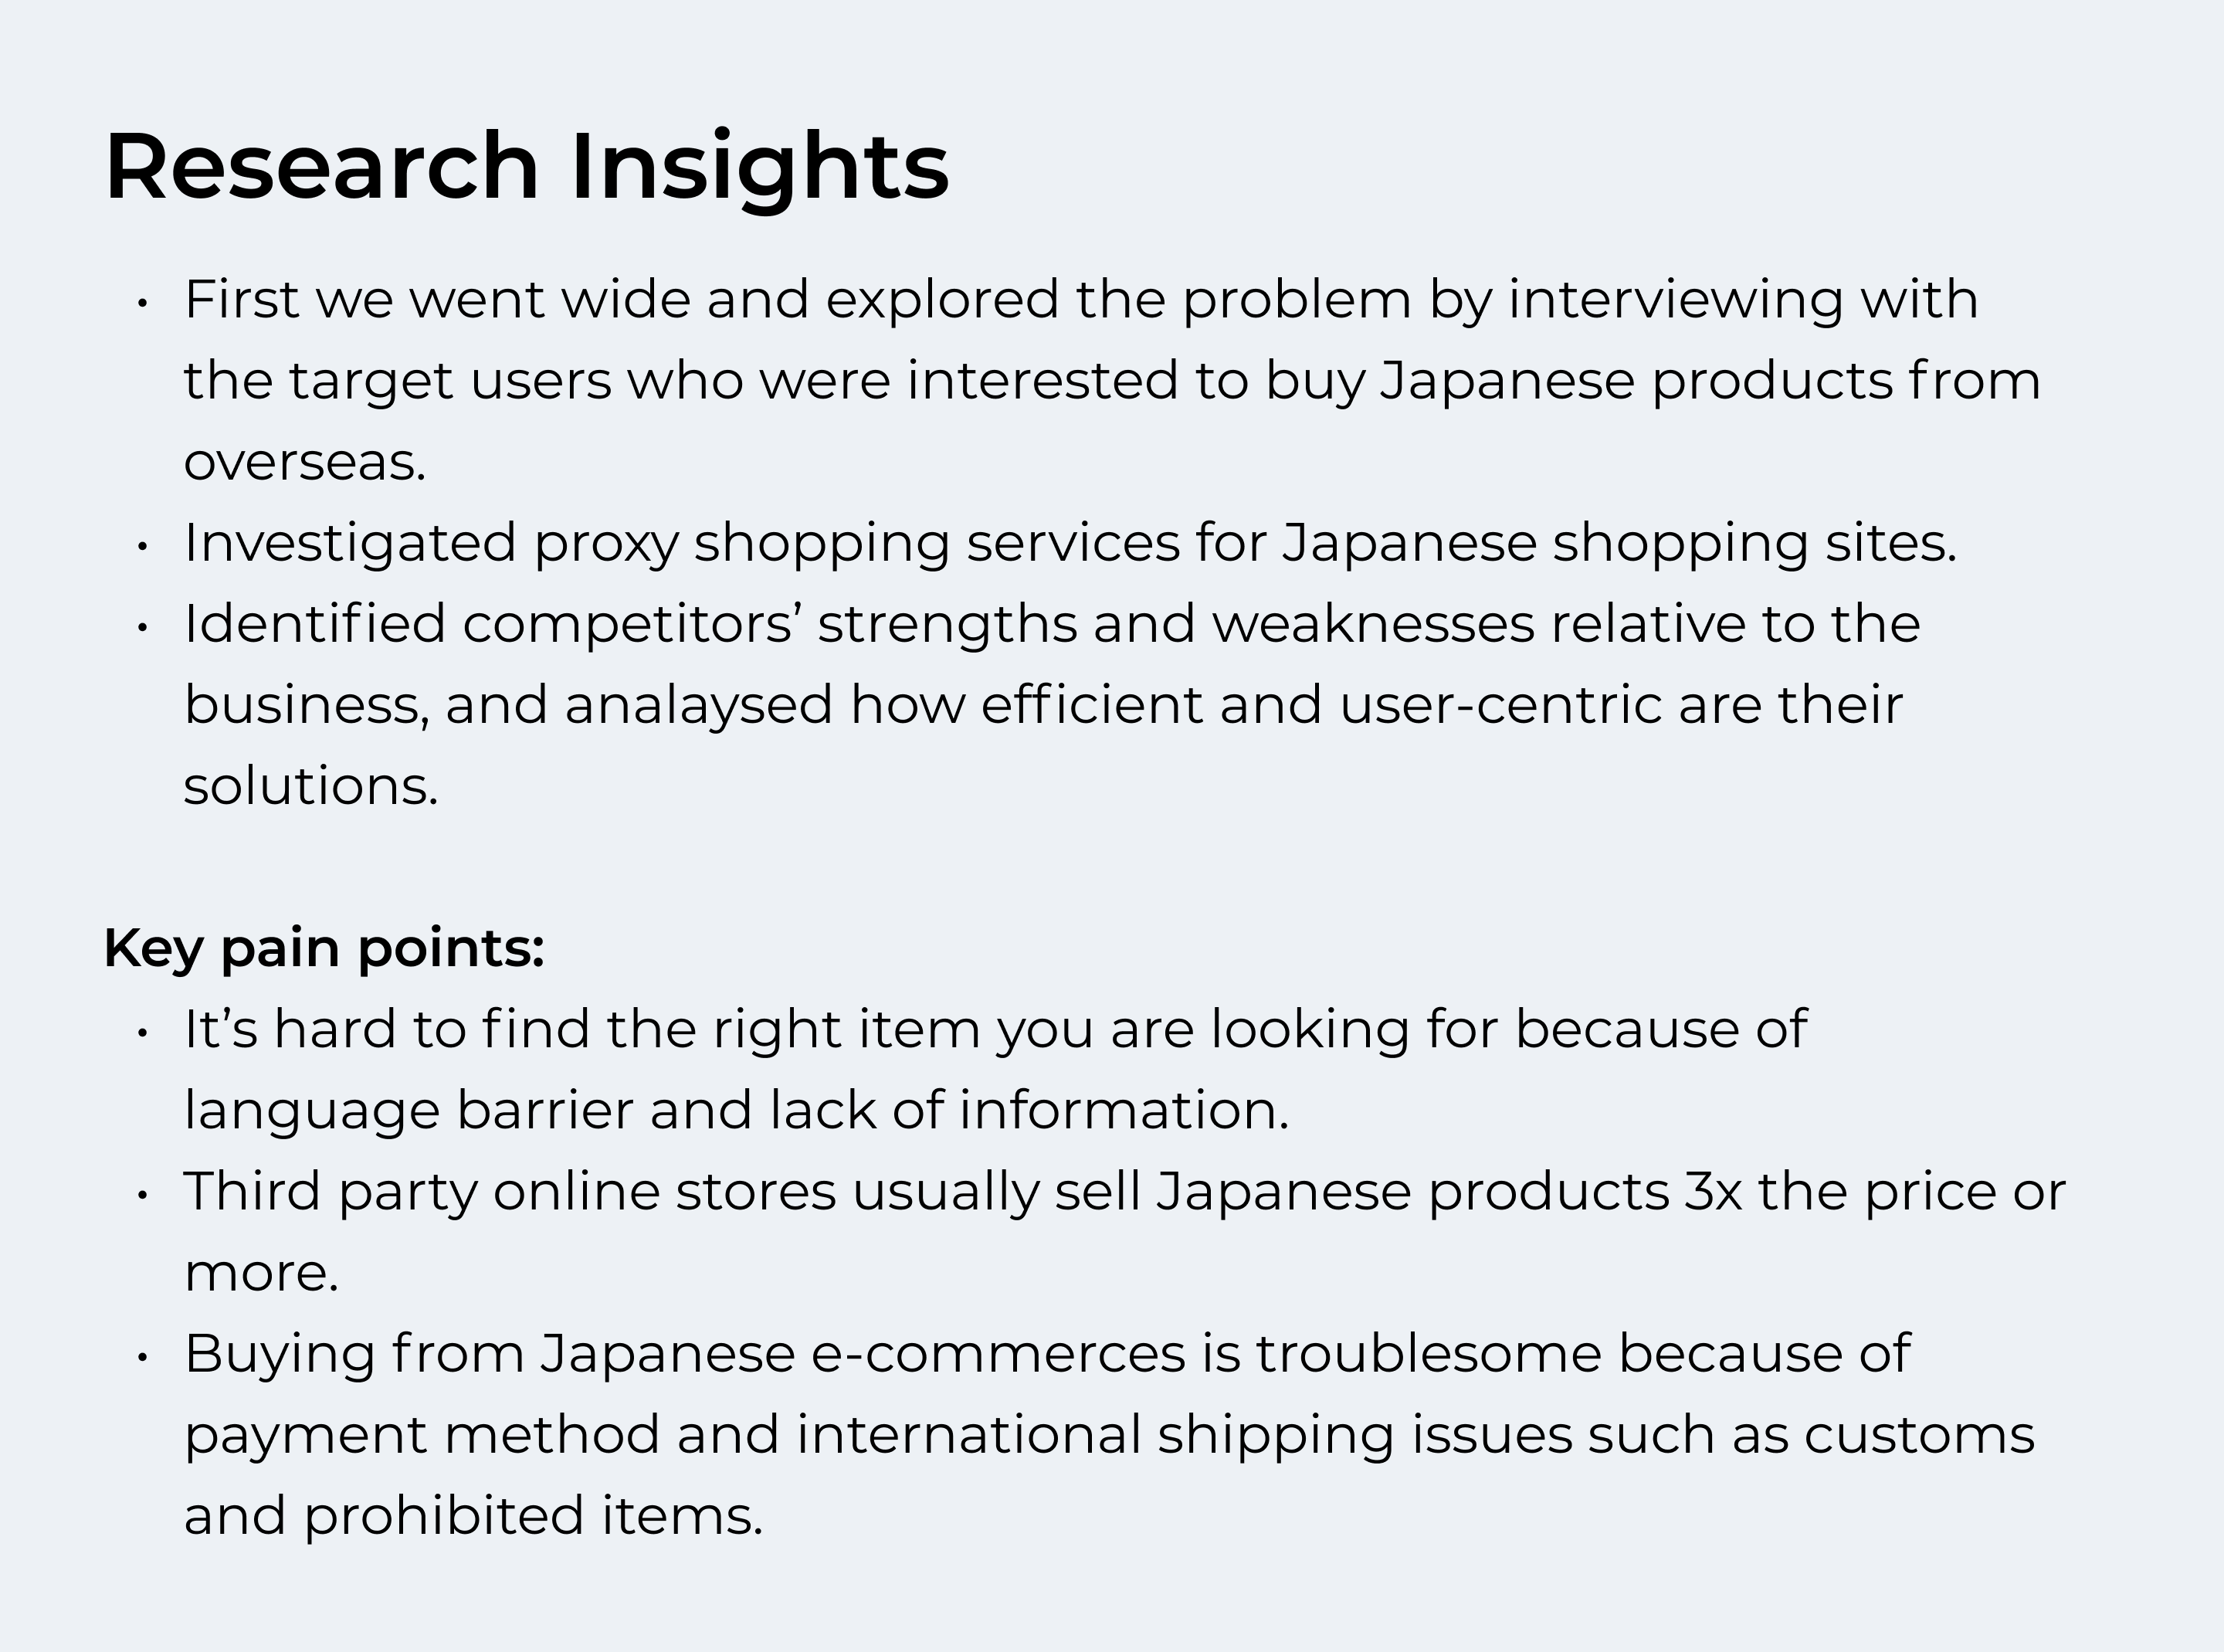 Research Insights
• First we went wide and explored the problem by interviewing with
the target users who were interested to buy Japanese products from
overseas.
• Investigated proxy shopping services for Japanese shopping sites.
• Identified competitors’ strengths and weaknesses relative to the
business, and analaysed how efficient and user-centric are their
solutions.
Key pain points:
• It’s hard to find the right item you are looking for because of
language barrier and lack of information.
• Third party online stores usually sell Japanese products 3x the price or
more.
• Buying from Japanese e-commerces is troublesome because of
payment method and international shipping issues such as customs
and prohibited items.